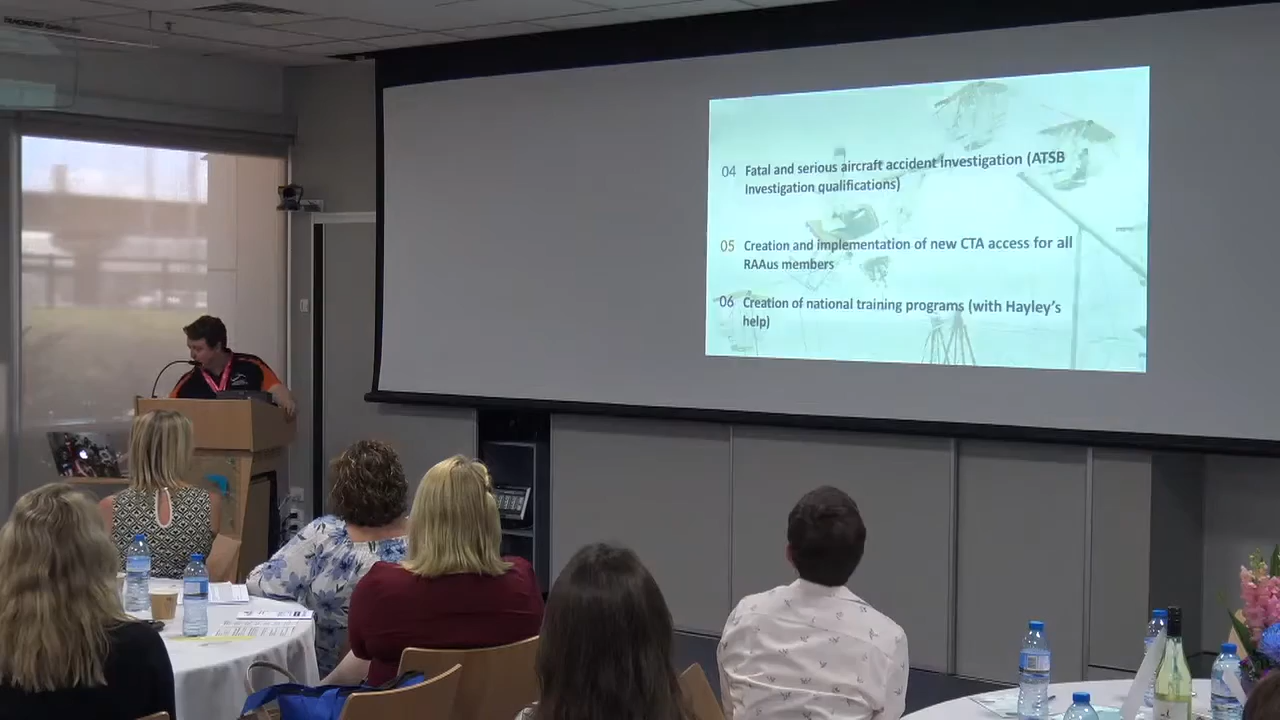 04 Fatal and serious aircraft accident investigation (ATSB
Investigation qualifications)
05 Creation and implementation of new CTA access for all
RAAus members
06 Creation of national training programs (with Hayley's
help)